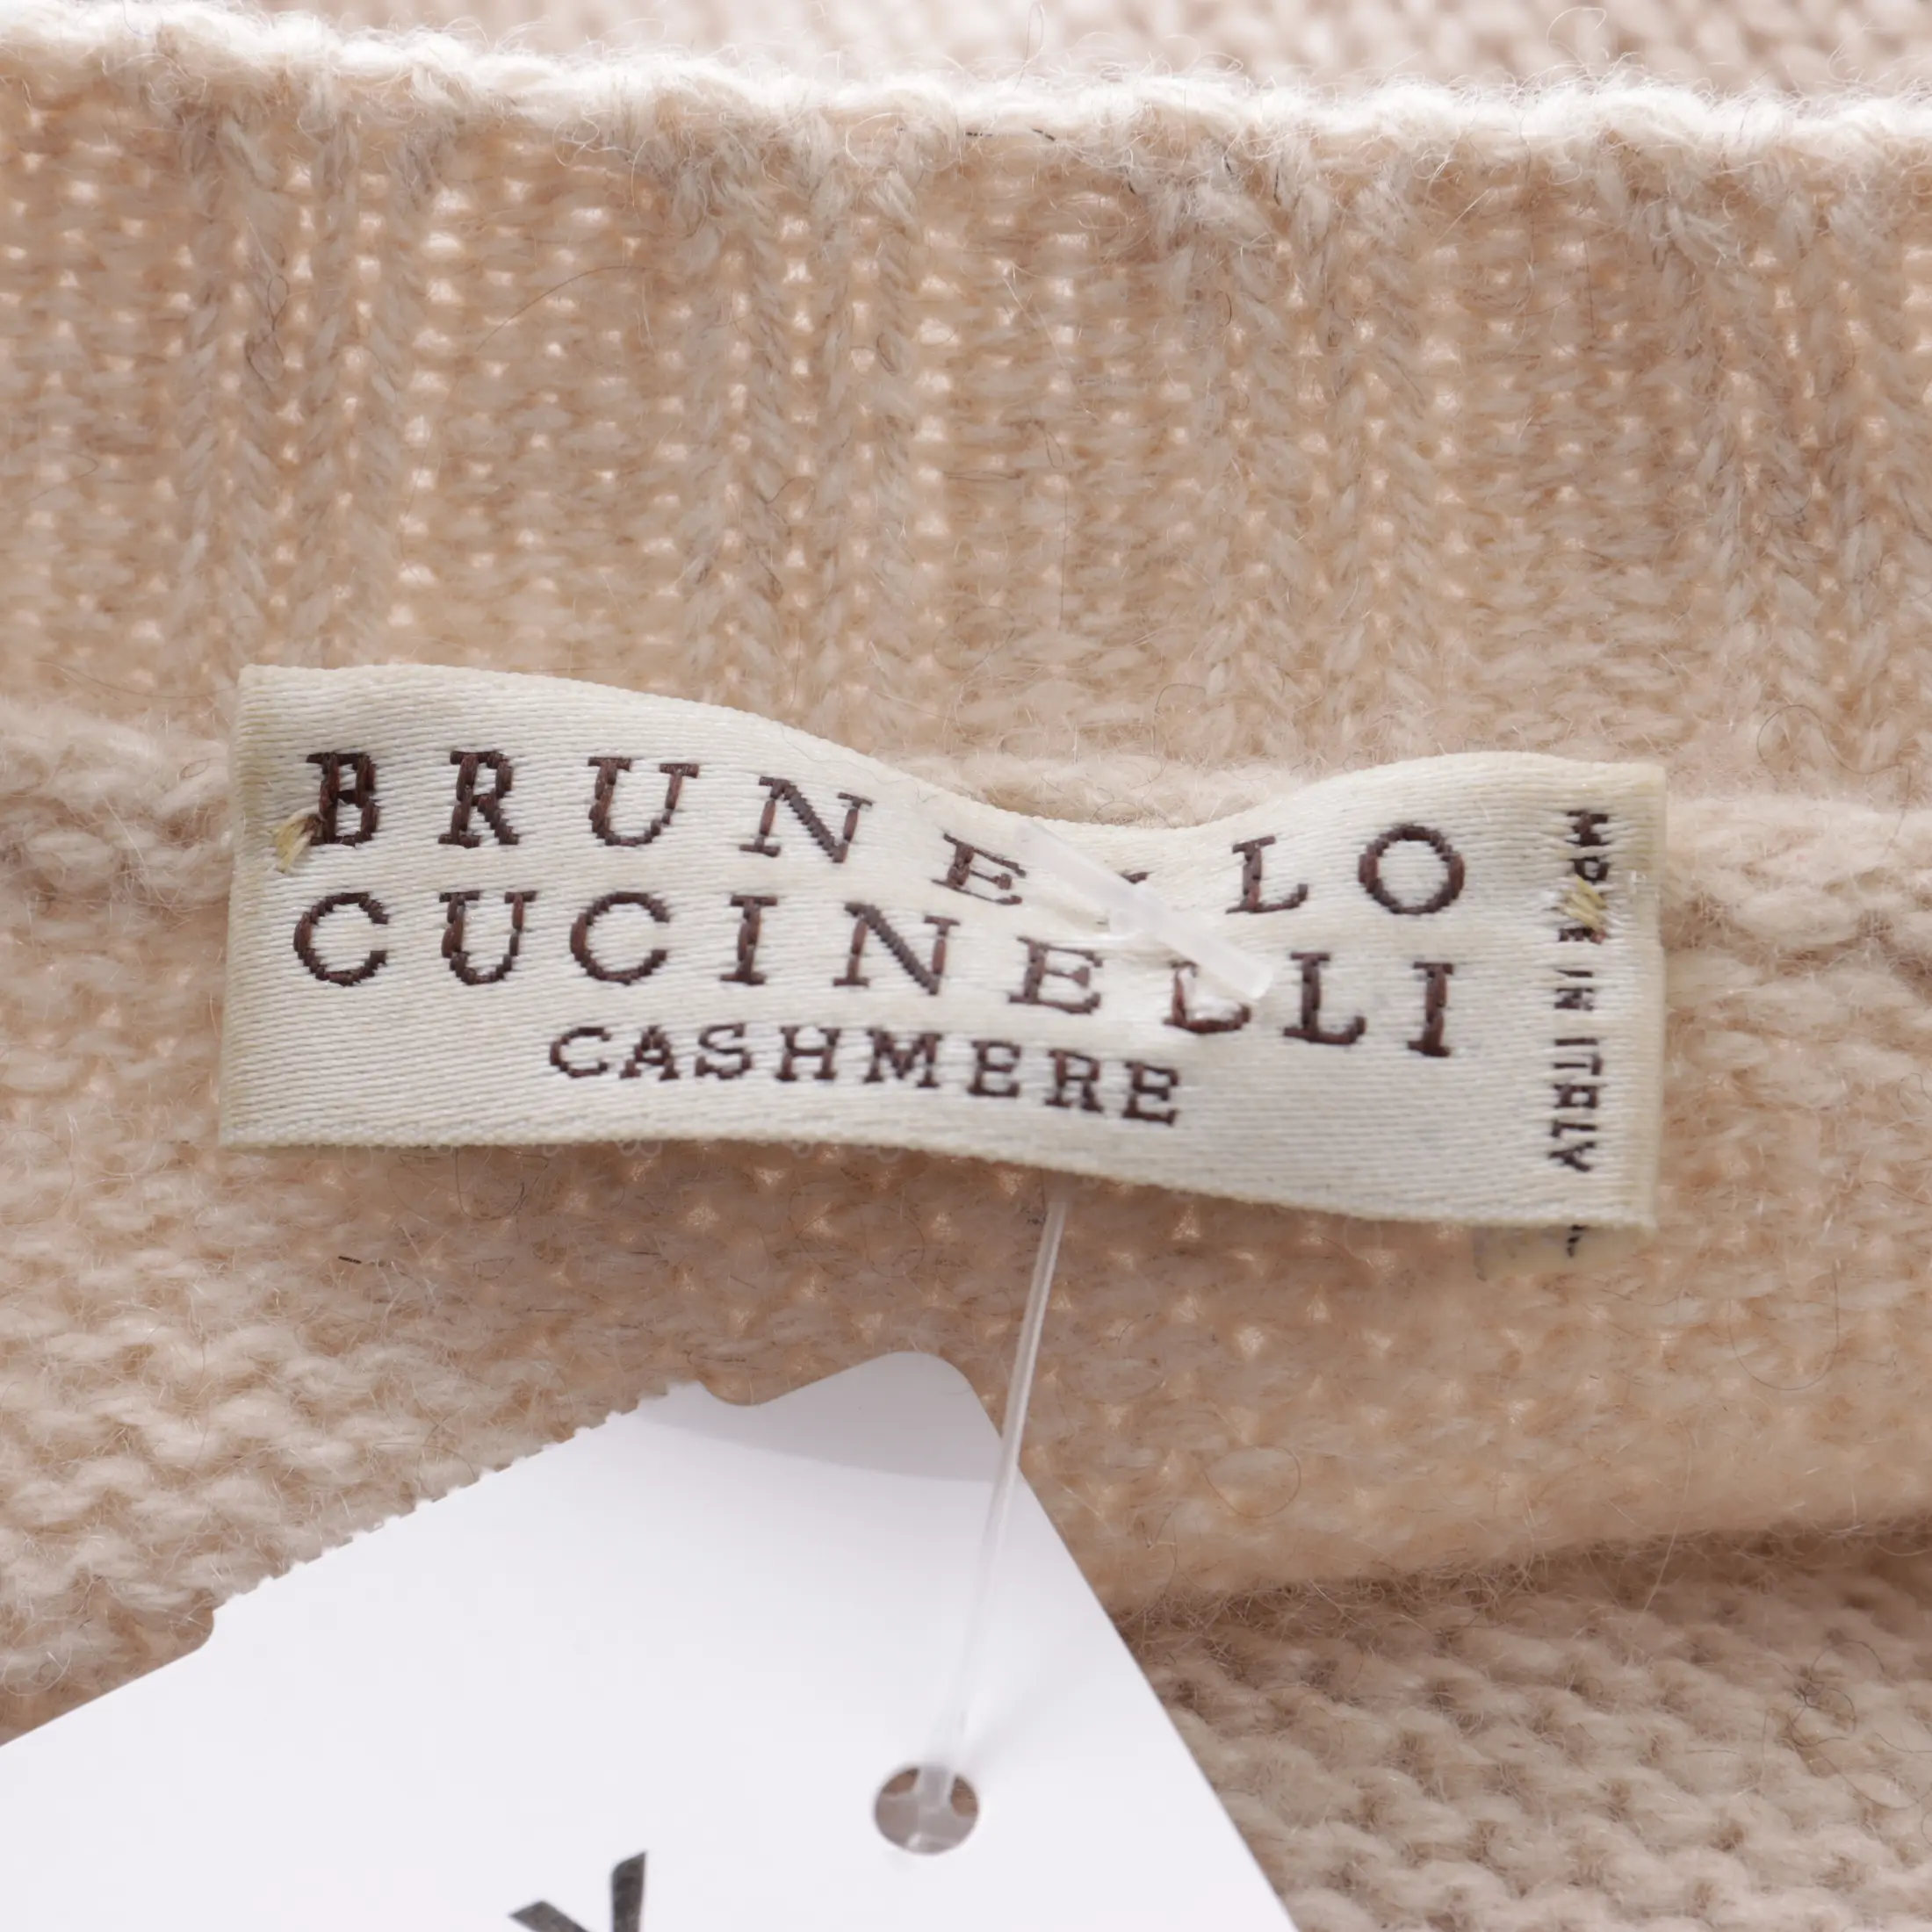 BRUNELLO
CUCINELLI
CASHMERE
MADE IN ITALY